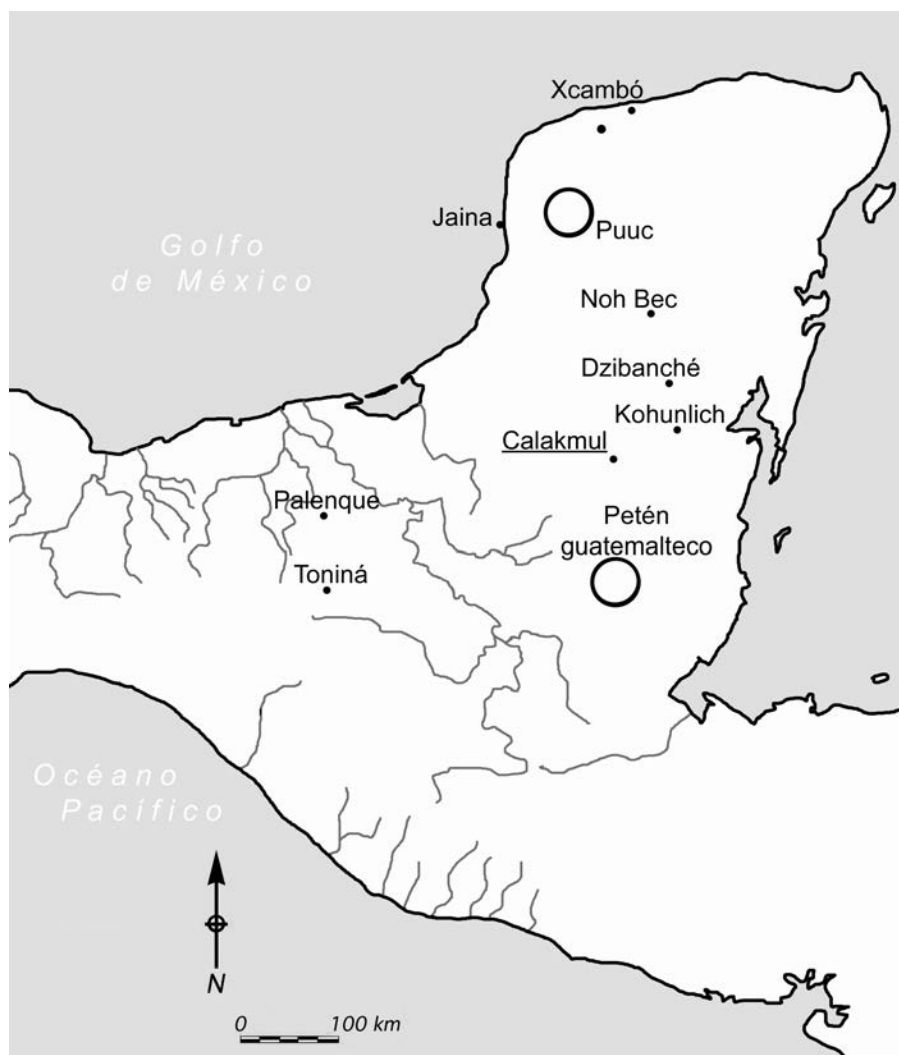 Xcambó
Jaina
Puuc
Golfo
de México
Noh Bec
Dzibanché
Kohunlich
Calakmul
Palenque
Petén
guatemalteco
Toniná
Océano
Pacífico
N
0 100 km